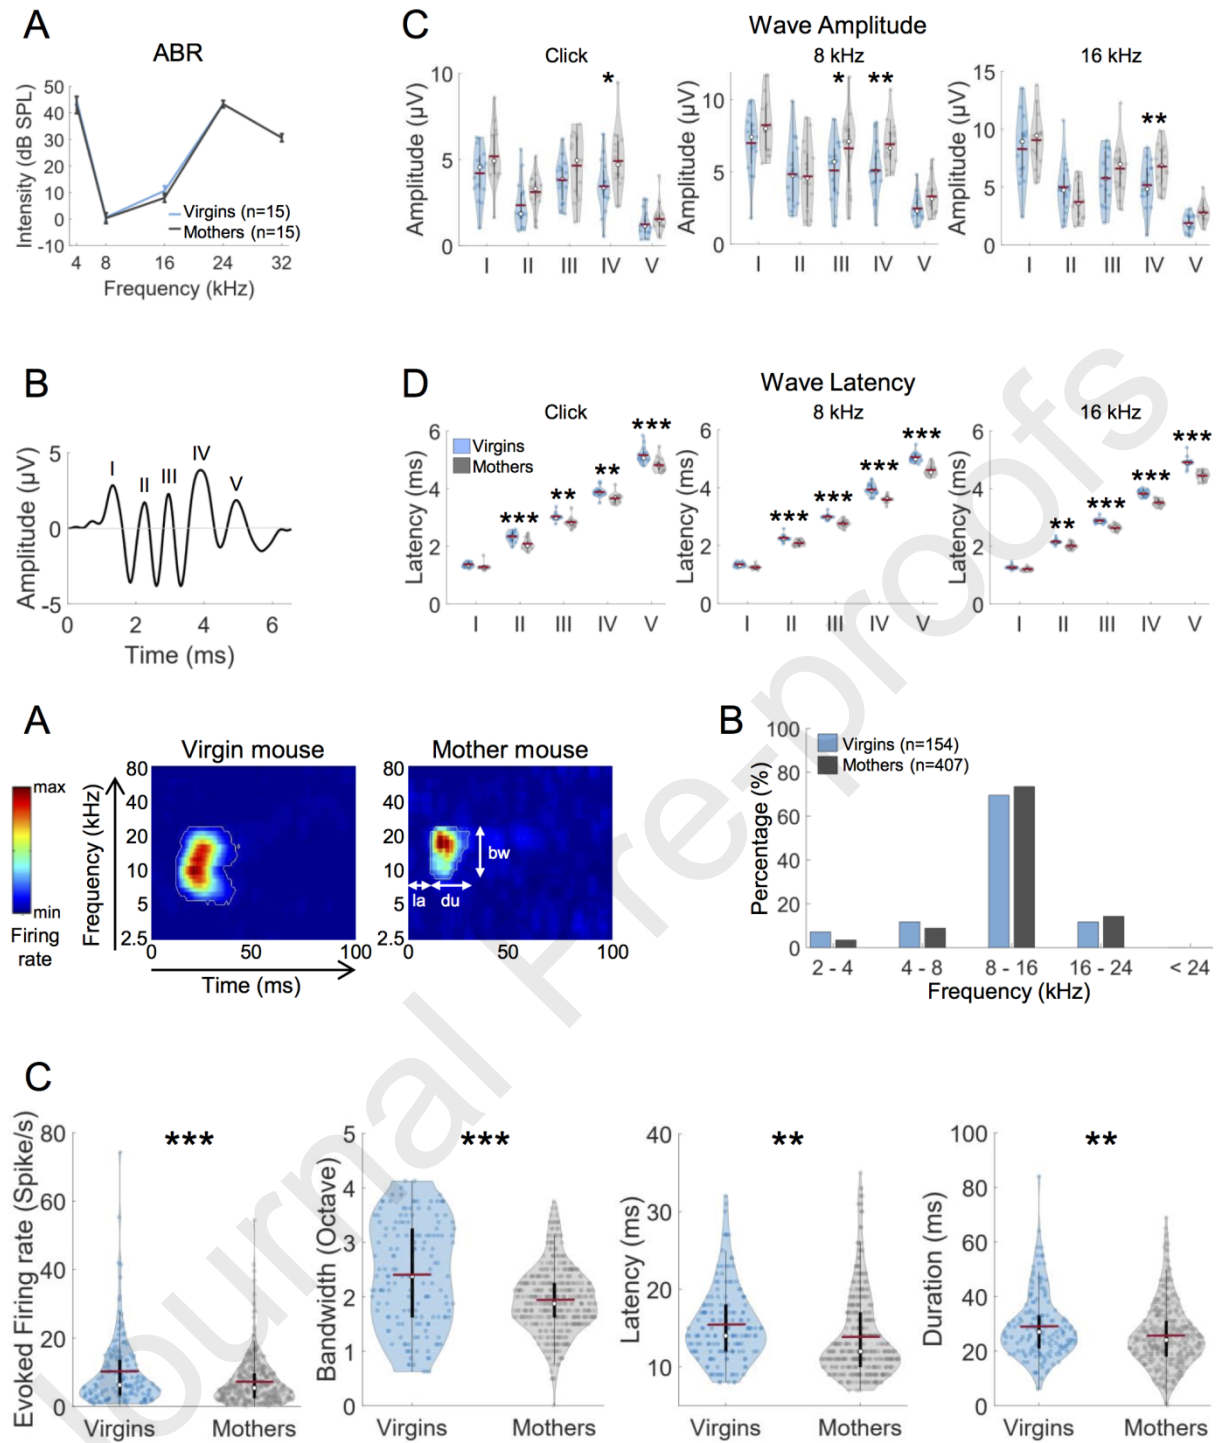 A
ABR
Intensity (dB SPL)
50
40
30
20
10
0
-10
4
8
16
24
32
Frequency (kHz)
Virgins (n=15)
Mothers (n=15)
C
Wave Amplitude
Click
Amplitude (µV)
10
5
0
*
I
II
III
IV
V
8 kHz
Amplitude (µV)
10
5
0
*
**
I
II
III
IV
V
16 kHz
Amplitude (µV)
15
10
5
0
**
I
II
III
IV
V
B
Amplitude (µV)
5
0
-5
I
II
III
IV
V
0
2
4
6
Time (ms)
D
Wave Latency
Click
Latency (ms)
6
4
2
0
Virgins
Mothers
***
**
**
***
I
II
III
IV
V
8 kHz
Latency (ms)
6
4
2
0
***
***
***
***
I
II
III
IV
V
16 kHz
Latency (ms)
6
4
2
0
**
***
***
***
I
II
III
IV
V
A
max
min
Firing
rate
Virgin mouse
Frequency (kHz)
80
40
20
10
5
2.5
0
50
100
Time (ms)
Mother mouse
80
40
20
10
5
2.5
bw
la
du
0
50
100
B
Percentage (%)
100
80
60
40
20
0
Virgins (n=154)
Mothers (n=407)
2 - 4
4 - 8
8 - 16
16 - 24
< 24
Frequency (kHz)
C
Evoked Firing rate (Spike/s)
80
60
40
20
0
***
Virgins
Mothers
Bandwidth (Octave)
5
4
3
2
1
0
***
Virgins
Mothers
Latency (ms)
40
30
20
10
**
Virgins
Mothers
Duration (ms)
100
80
60
40
20
0
**
Virgins
Mothers
Journal Pre-proofs